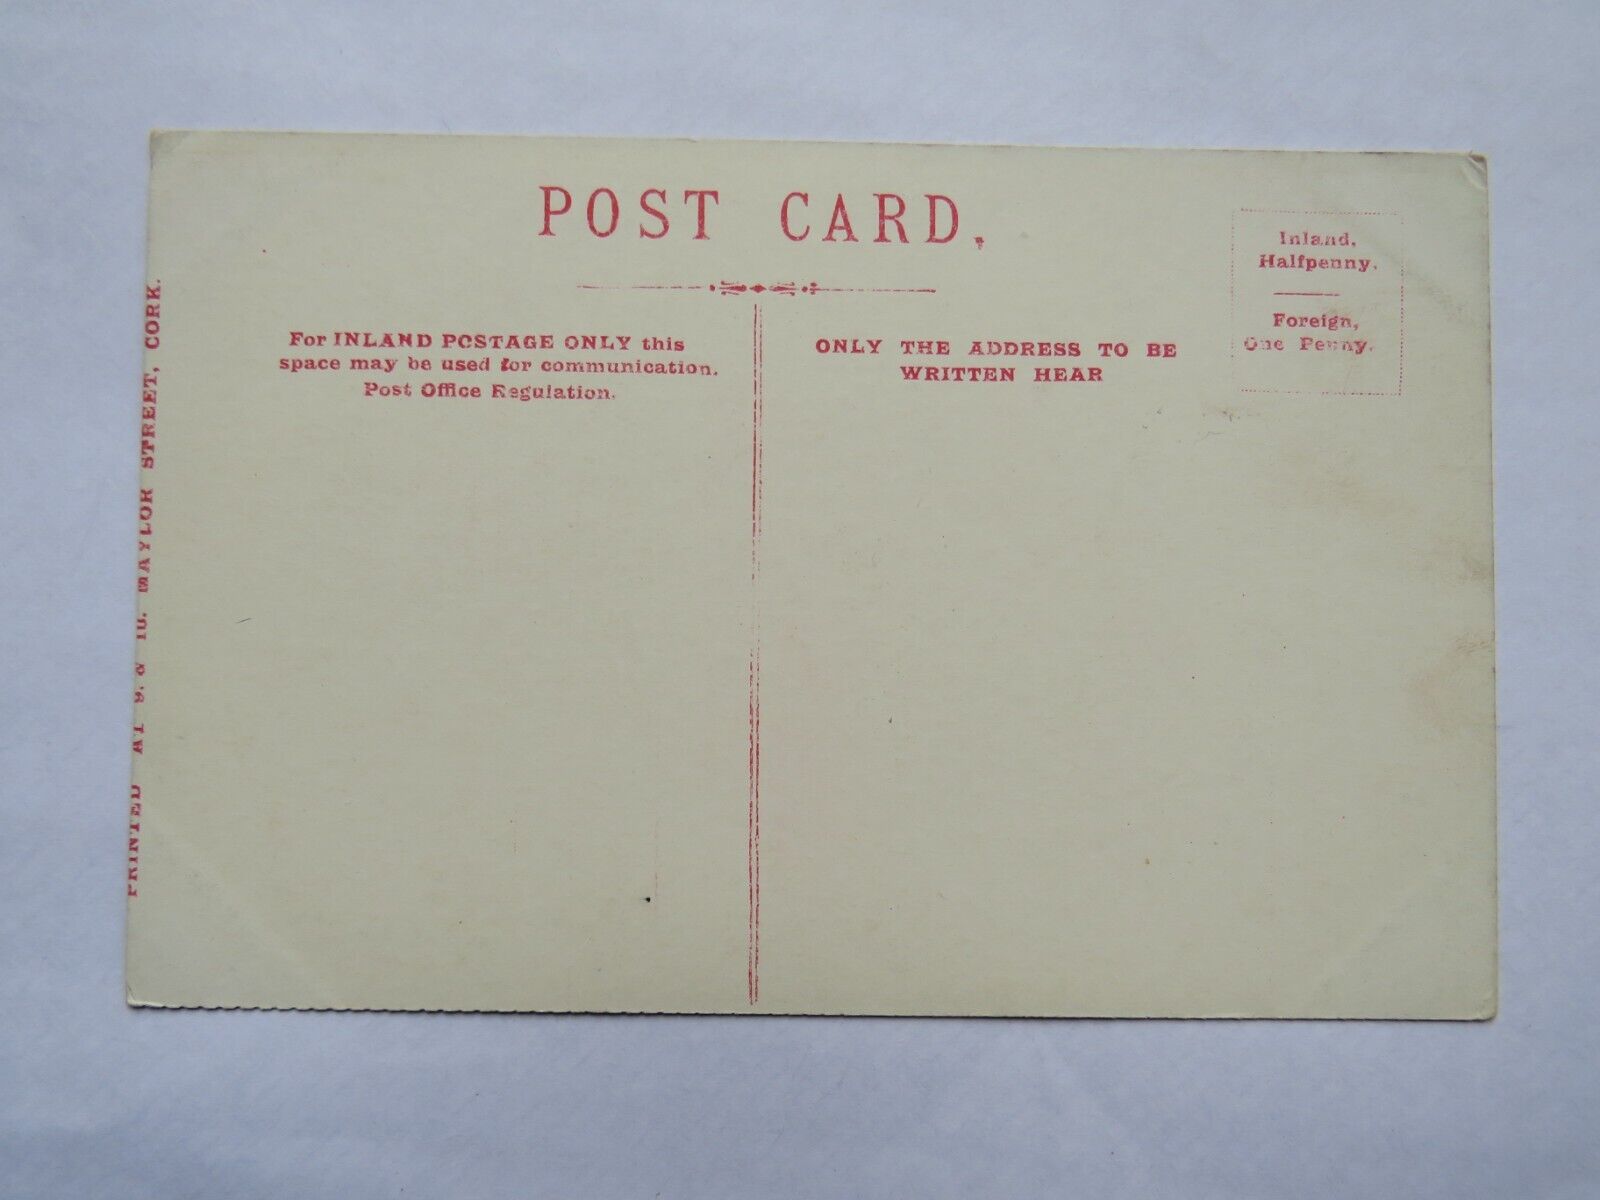 POST CARD.
Inland,
Halfpenny.
Foreign,
One Penny.
For INLAND POSTAGE ONLY this
space may be used for communication.
Post Office Regulation.
ONLY THE ADDRESS TO BE
WRITTEN HEAR
PRINTED AT 9. & 10. MAYLOR STREET, CORK.